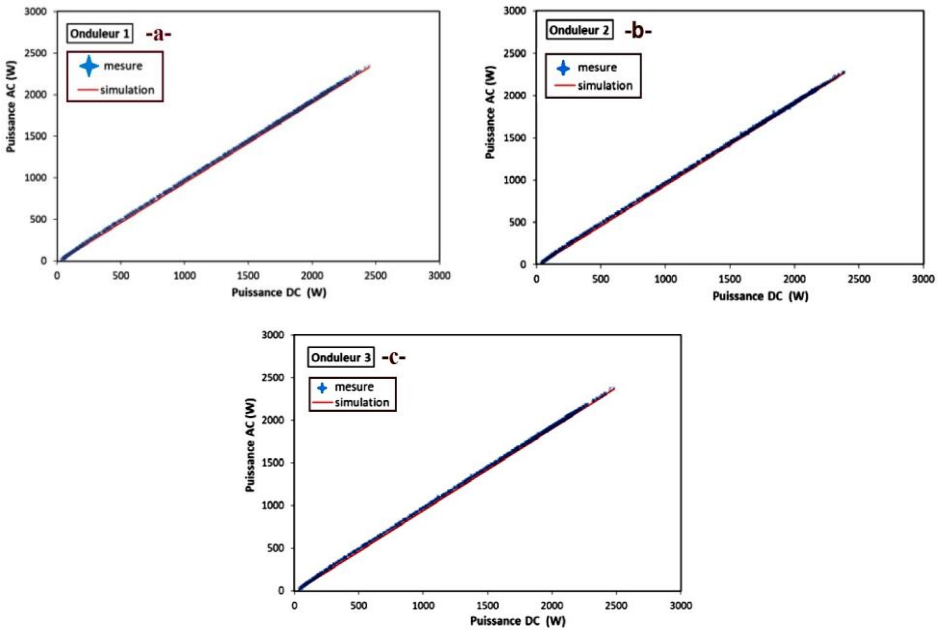 Onduleur 1 -a-
mesure
simulation
Puissance AC (W)
3000
2500
2000
1500
1000
500
0
0 500 1000 1500 2000 2500 3000
Puissance DC (W)
Onduleur 2 -b-
mesure
simulation
Puissance AC (W)
3000
2500
2000
1500
1000
500
0
0 500 1000 1500 2000 2500 3000
Puissance DC (W)
Onduleur 3 -c-
mesure
simulation
Puissance AC (W)
3000
2500
2000
1500
1000
500
0
0 500 1000 1500 2000 2500 3000
Puissance DC (W)